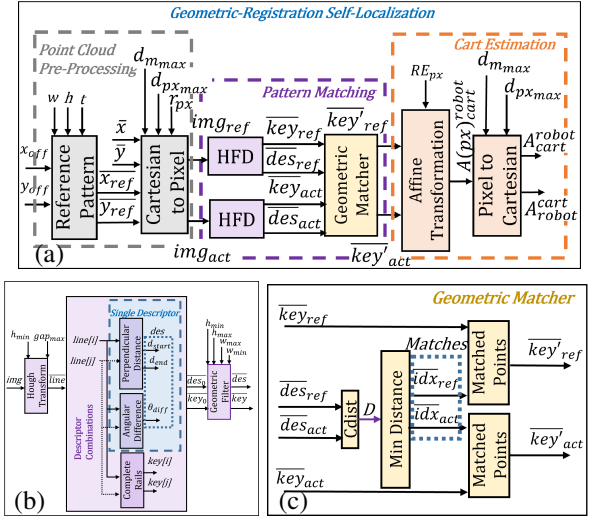 Geometric-Registration Self-Localization
Point Cloud
Pre-Processing
w h t
x_off
y_off
Reference
Pattern
x̄
ȳ
x̄_ref
ȳ_ref
d_m_max
d_px_max
r_px
Cartesian
to Pixel
img_ref
img_act
Pattern Matching
HFD
HFD
key_ref
des_ref
key_act
des_act
Geometric
Matcher
key'_ref
key'_act
Cart Estimation
RE_px
Affine
Transformation
A(px)^robot_cart
d_m_max
d_px_max
Pixel to
Cartesian
A^robot_cart
A^cart_robot
(a)
h_min gap_max
img
Hough
Transform
line
Descriptor
Combinations
Single Descriptor
line[i]
line[j]
Perpendicular
Distance
des
d_start
d_end
Angular
Difference
θ_diff
Complete
Rails
key[i]
key[j]
des_0
key_0
h_min
h_max
w_max
w_min
Geometric
Filter
des
key
(b)
Geometric Matcher
key_ref
des_ref
des_act
key_act
Cdist
D
Min Distance
Matches
idx_ref
idx_act
Matched
Points
Matched
Points
key'_ref
key'_act
(c)